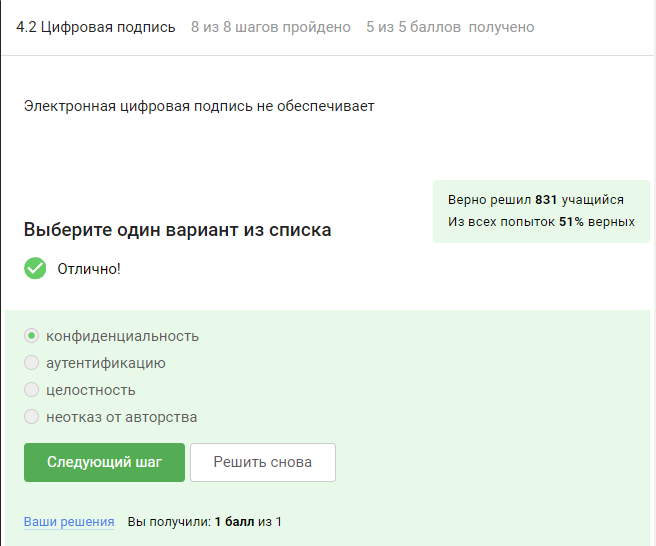 4.2 Цифровая подпись 8 из 8 шагов пройдено 5 из 5 баллов получено
Электронная цифровая подпись не обеспечивает
Верно решил 831 учащийся
Из всех попыток 51% верных
Выберите один вариант из списка
Отлично!
конфиденциальность
аутентификацию
целостность
неотказ от авторства
Следующий шаг Решить снова
Ваши решения Вы получили: 1 балл из 1